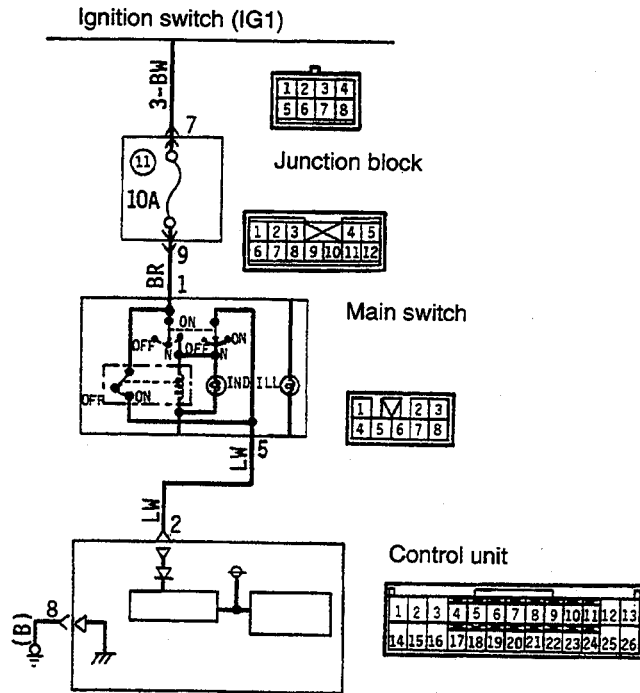 Ignition switch (IG1)
3-BW
1 2 3 4
5 6 7 8
7
11
10A
Junction block
1 2 3 4 5
6 7 8 9 10 11 12
9
BR
1
Main switch
ON
OFF N OFF N ON
IND ILL
OFF ON
1 2 3
4 5 6 7 8
5
LW
LW
2
Control unit
8
(B)
1 2 3 4 5 6 7 8 9 10 11 12 13
14 15 16 17 18 19 20 21 22 23 24 25 26